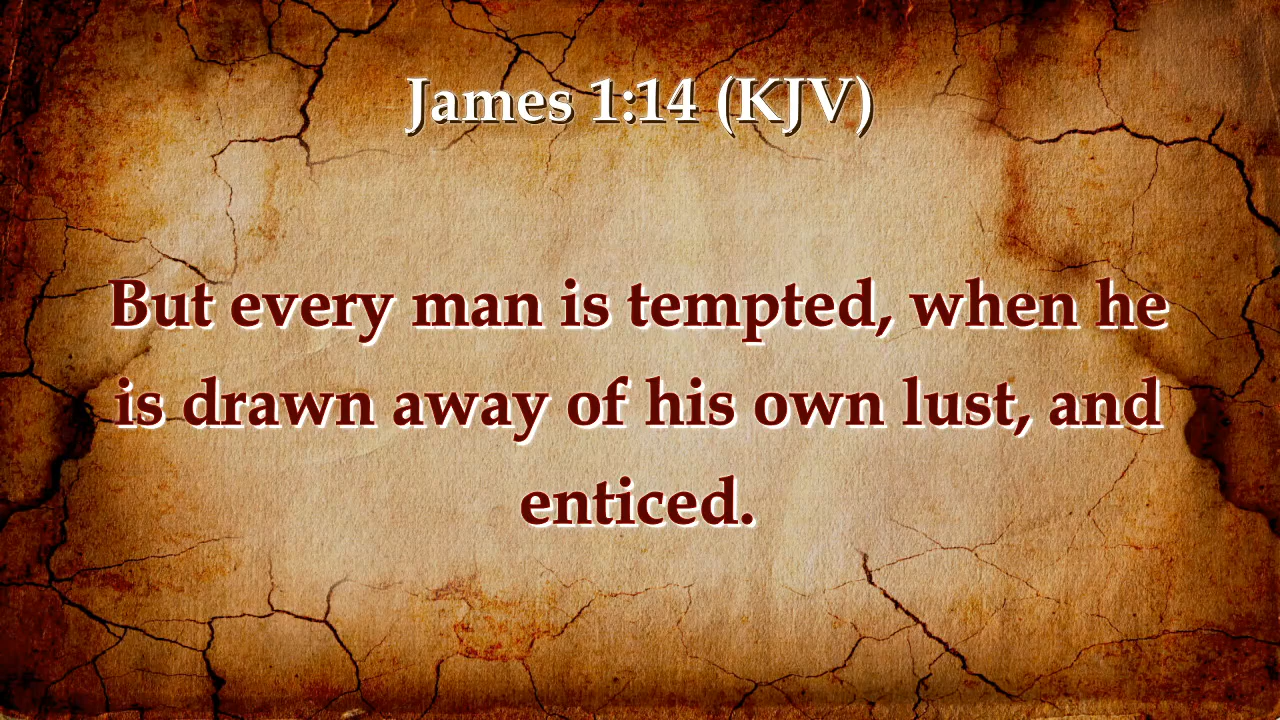 James 1:14 (KJV)
But every man is tempted, when he
is drawn away of his own lust, and
enticed.